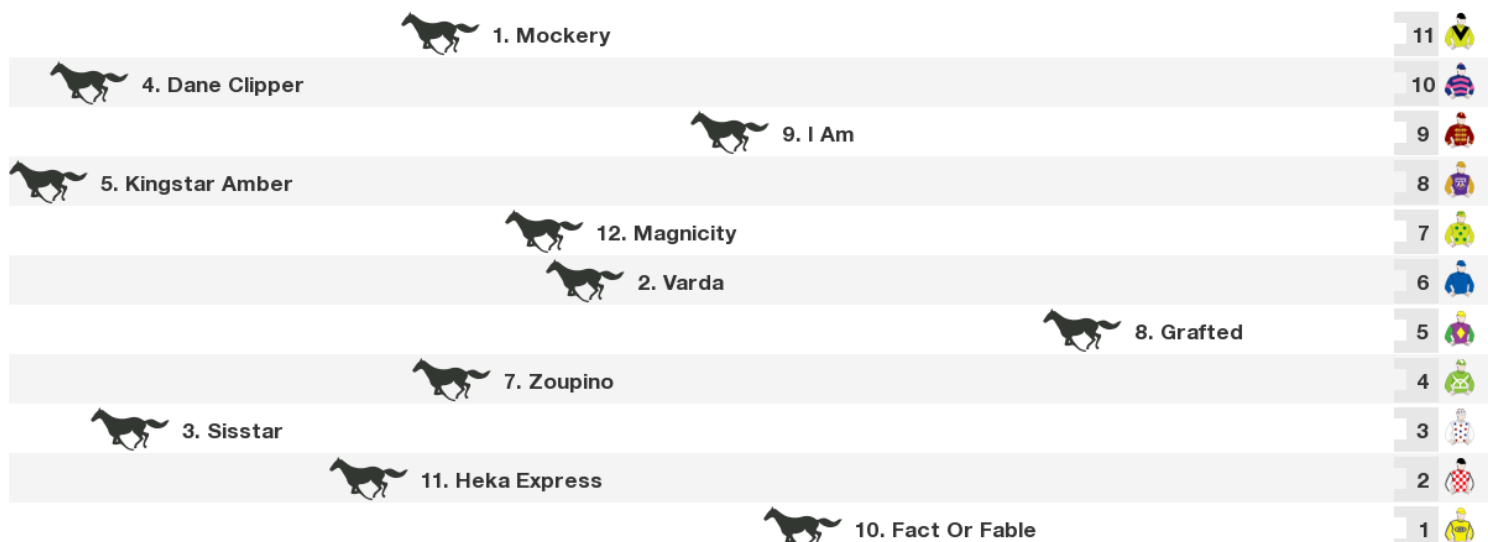 1. Mockery 11
4. Dane Clipper 10
9. I Am 9
5. Kingstar Amber 8
12. Magnicity 7
2. Varda 6
8. Grafted 5
7. Zoupino 4
3. Sisstar 3
11. Heka Express 2
10. Fact Or Fable 1